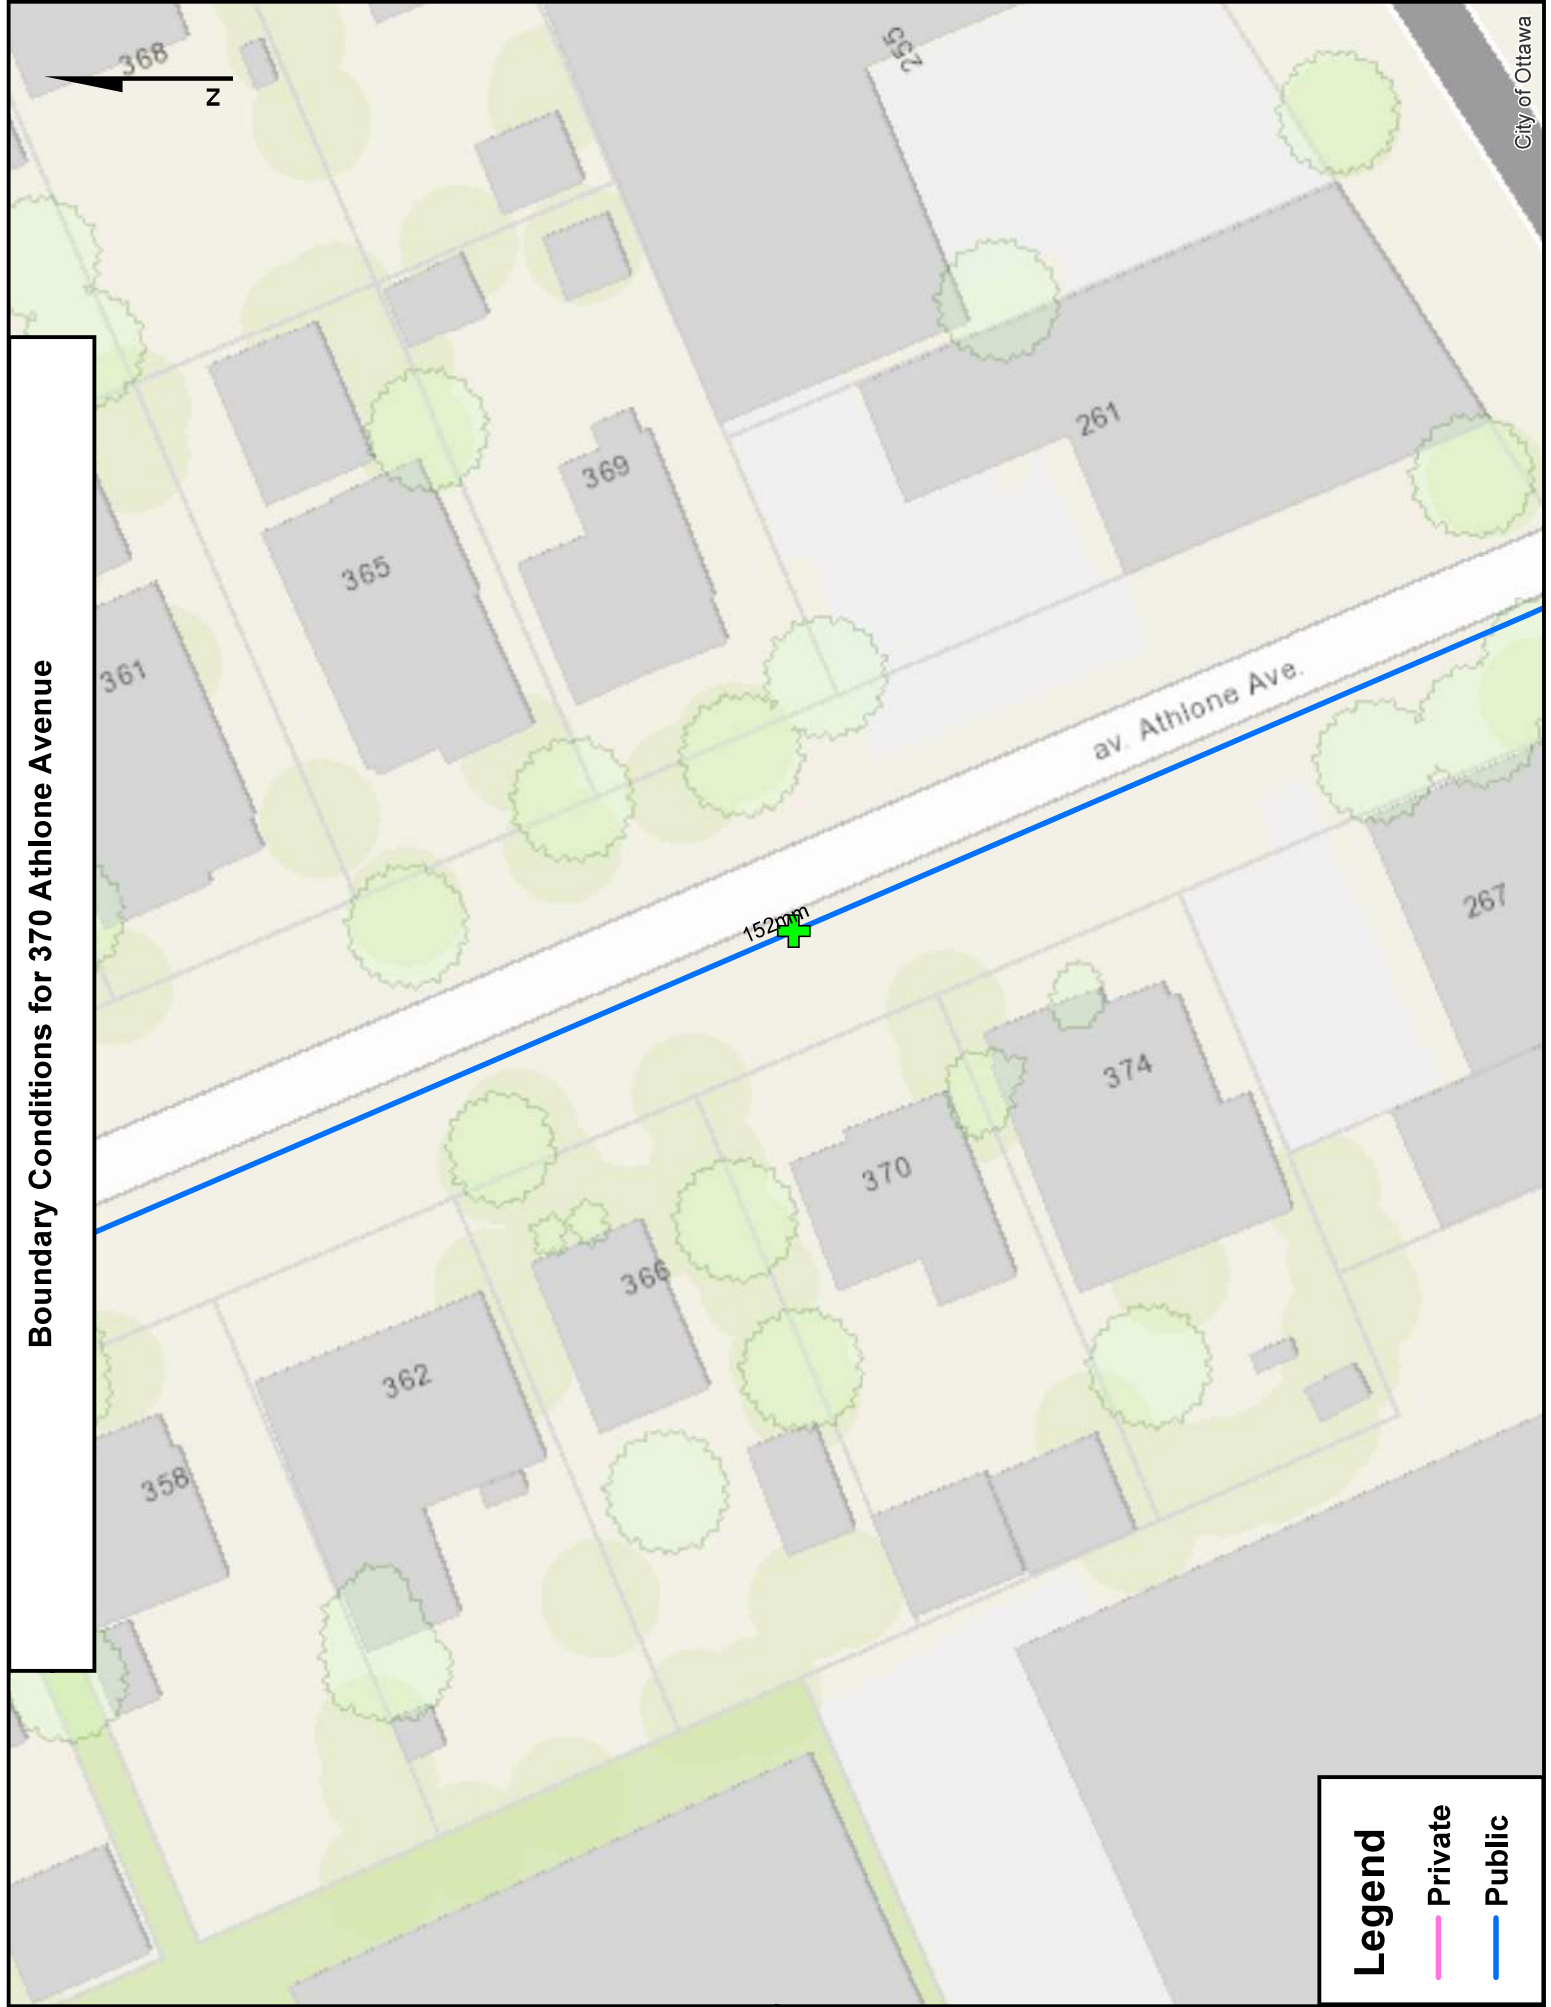 Boundary Conditions for 370 Athlone Avenue
N
368
255
361
365
369
261
av. Athlone Ave.
152mm
358
362
366
370
374
267
Legend
Private
Public
City of Ottawa